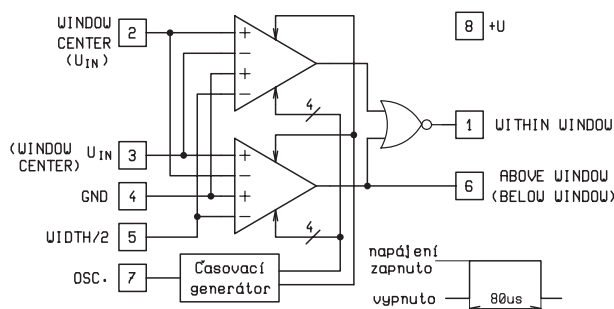 WINDOW
CENTER
(UIN)
2
+
−
+
−
8 +U
4
1 WITHIN WINDOW
(WINDOW
CENTER) UIN
3
GND 4
+
−
+
−
6 ABOVE WINDOW
(BELOW WINDOW)
WIDTH/2 5
4
OSC. 7
Časovací
generátor
napájení
zapnuto
vypnuto
80us